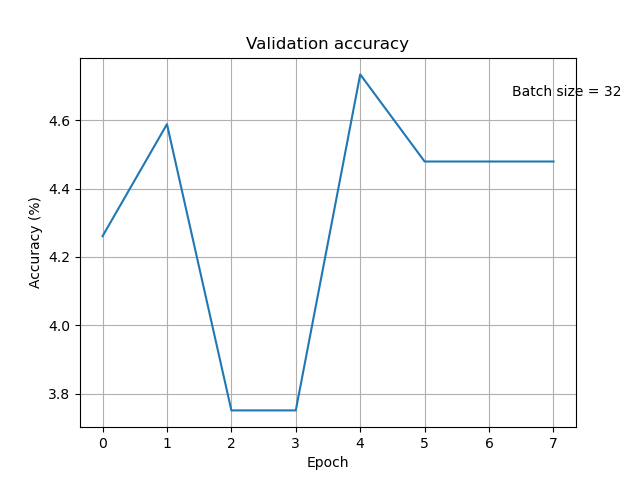 Validation accuracy
Batch size = 32
Accuracy (%)
4.6
4.4
4.2
4.0
3.8
0 1 2 3 4 5 6 7
Epoch